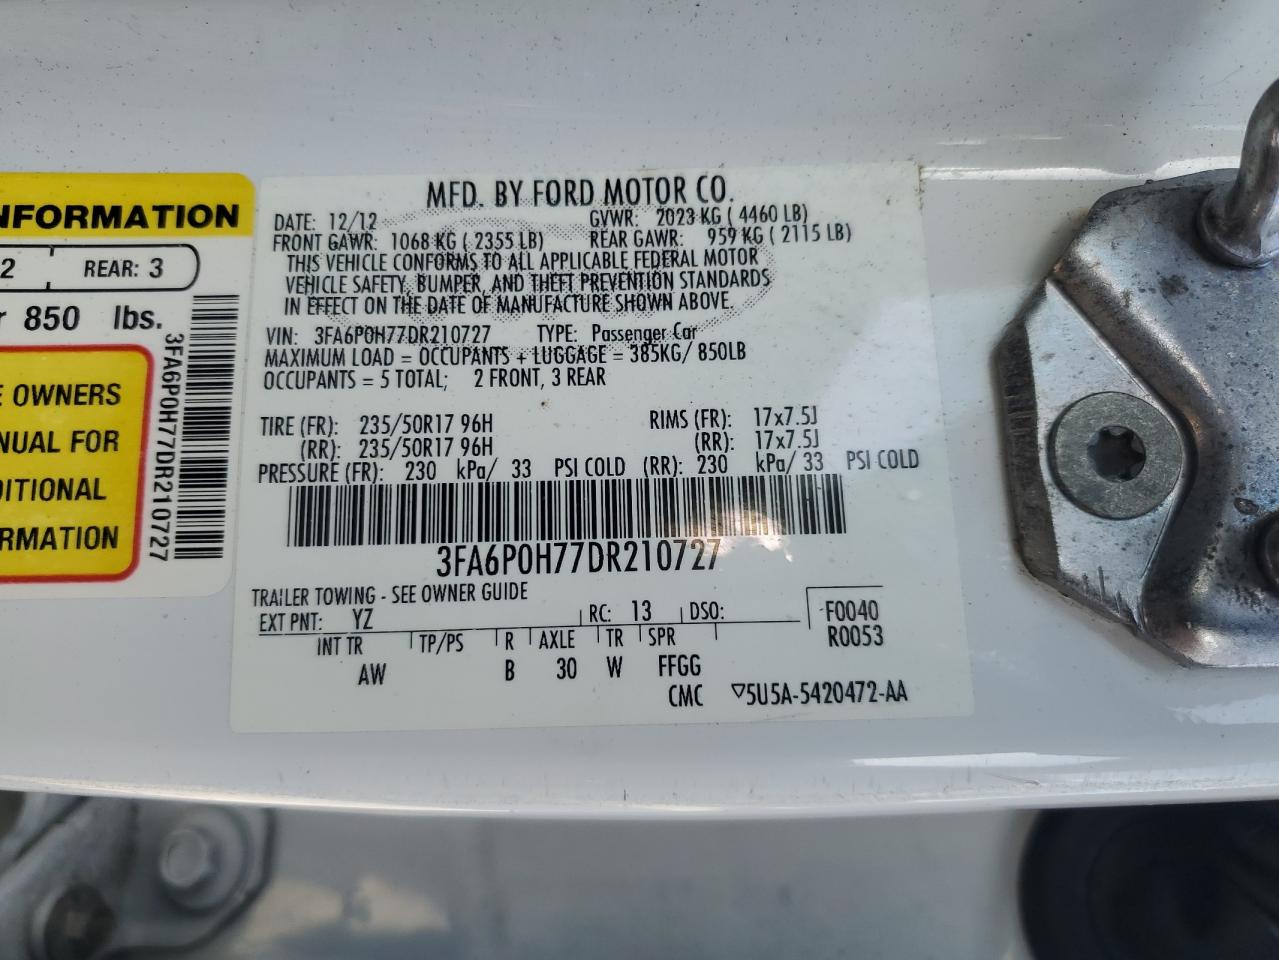 NFORMATION
2 REAR: 3
850 lbs.
3FA6P0H77DR210727
OWNERS
NUAL FOR
DITIONAL
RMATION
MFD. BY FORD MOTOR CO.
DATE: 12/12 GVWR: 2023 KG ( 4460 LB)
FRONT GAWR: 1068 KG ( 2355 LB) REAR GAWR: 959 KG ( 2115 LB)
THIS VEHICLE CONFORMS TO ALL APPLICABLE FEDERAL MOTOR
VEHICLE SAFETY, BUMPER, AND THEFT PREVENTION STANDARDS
IN EFFECT ON THE DATE OF MANUFACTURE SHOWN ABOVE.
VIN: 3FA6P0H77DR210727 TYPE: Passenger Car
MAXIMUM LOAD = OCCUPANTS + LUGGAGE = 385KG/ 850LB
OCCUPANTS = 5 TOTAL; 2 FRONT, 3 REAR
TIRE (FR): 235/50R17 96H RIMS (FR): 17x7.5J
(RR): 235/50R17 96H (RR): 17x7.5J
PRESSURE (FR): 230 kPa/ 33 PSI COLD (RR): 230 kPa/ 33 PSI COLD
3FA6P0H77DR210727
TRAILER TOWING - SEE OWNER GUIDE
EXT PNT: YZ RC: 13 DSO: F0040
INT TR TP/PS R AXLE TR SPR R0053
AW B 30 W FFGG
CMC ▽5U5A-5420472-AA